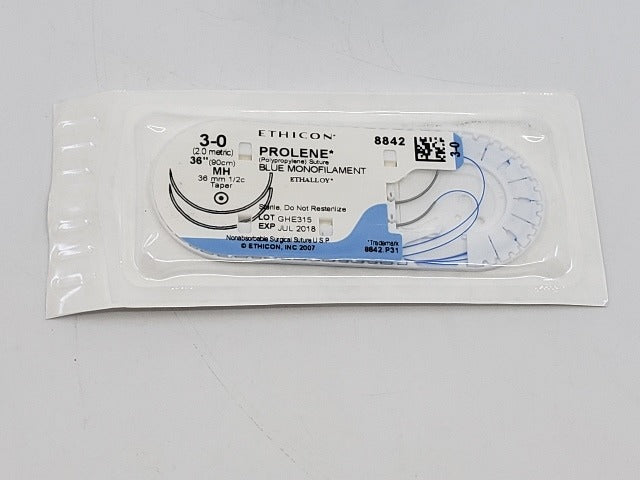 3-0
(2.0 metric)
36" (90cm)
MH
36 mm 1/2c
Taper
ETHICON*
PROLENE*
(Polypropylene) Suture
BLUE MONOFILAMENT
ETHALLOY*
8842
3-0
Sterile, Do Not Resterilize
LOT GHE315
EXP JUL 2018
Nonabsorbable Surgical Suture U.S.P.
© ETHICON, INC 2007
*Trademark
8842.P31